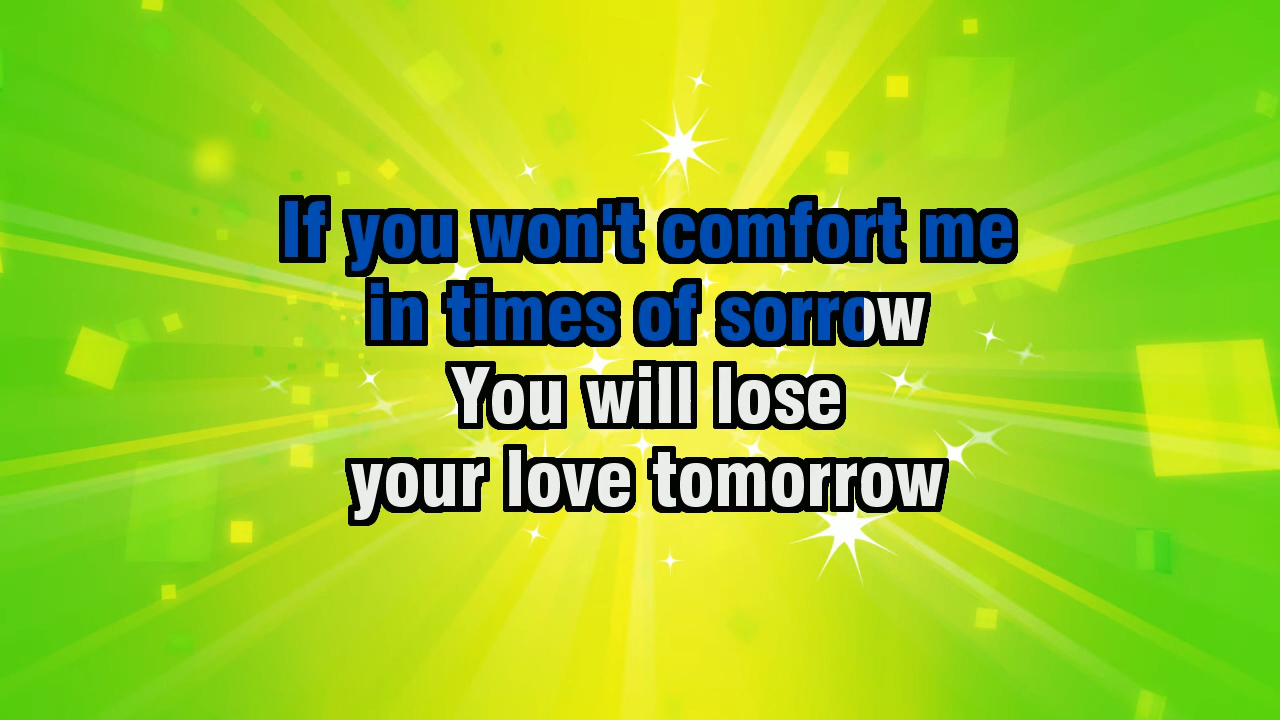 If you won't comfort me
in times of sorrow
You will lose
your love tomorrow